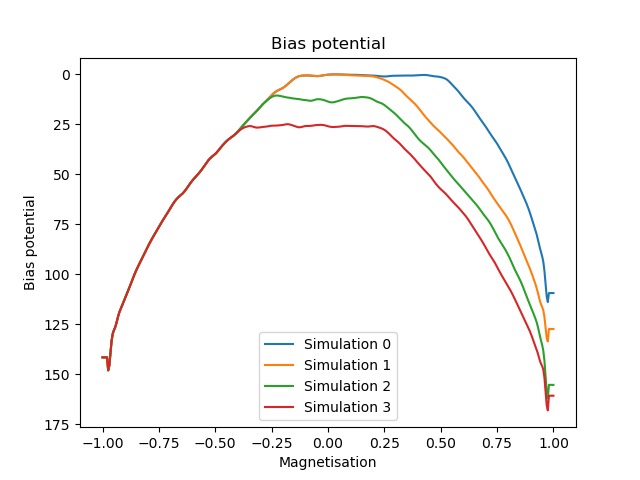 Bias potential
Bias potential
0
25
50
75
100
125
150
175
−1.00 −0.75 −0.50 −0.25 0.00 0.25 0.50 0.75 1.00
Magnetisation
Simulation 0
Simulation 1
Simulation 2
Simulation 3